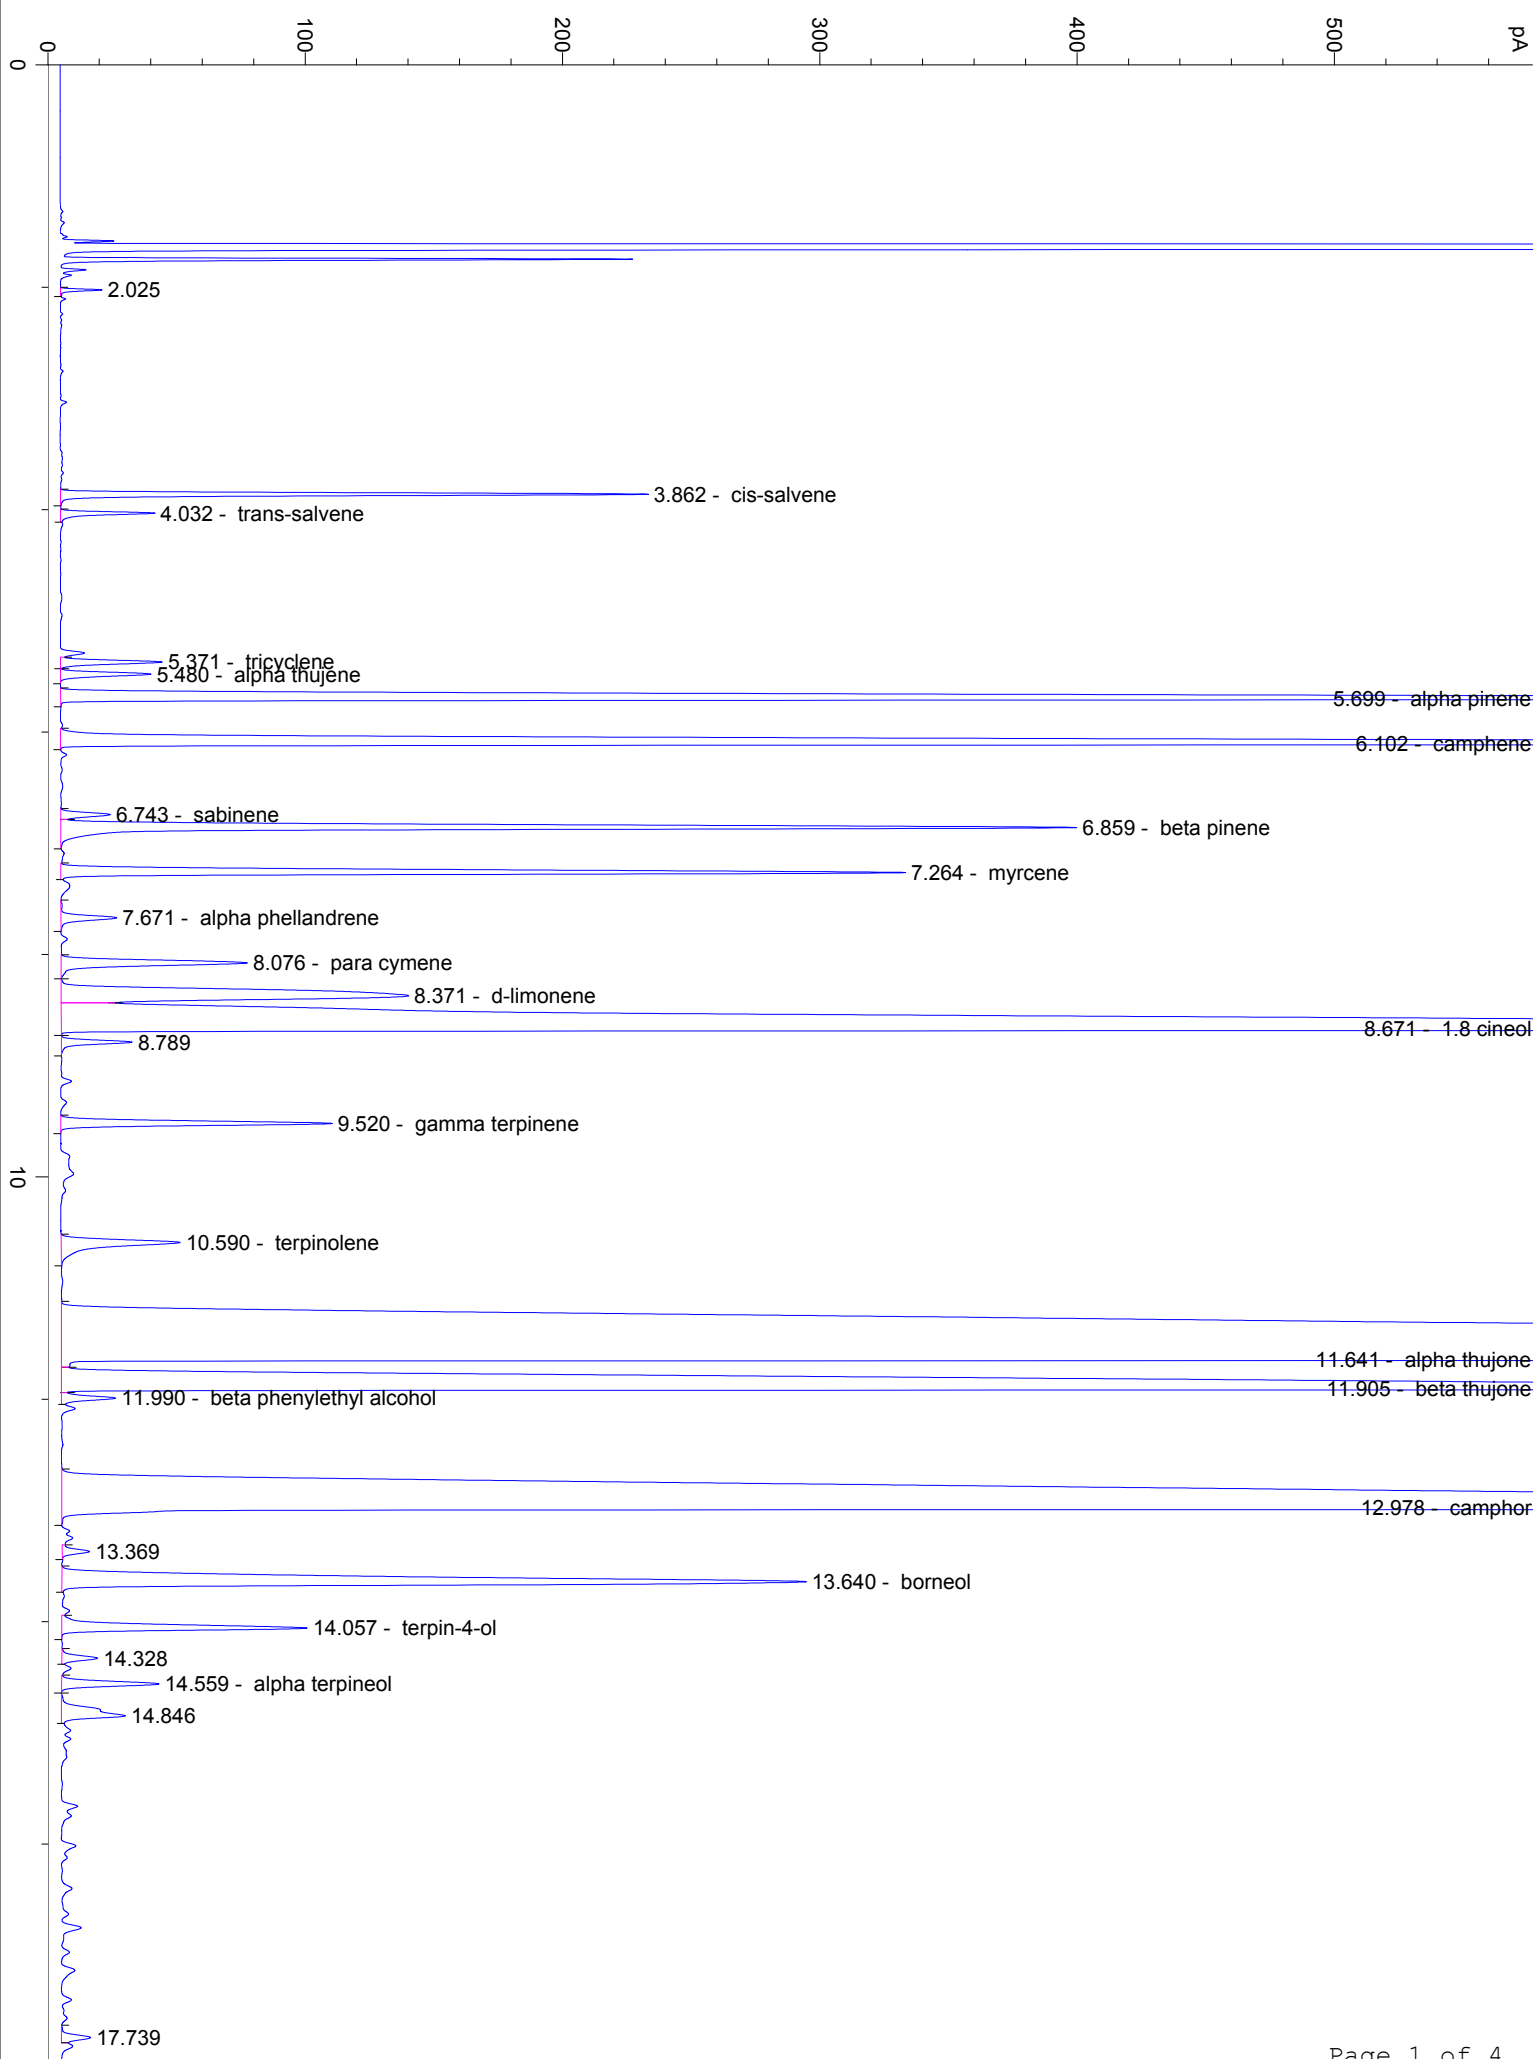 pA
0
100
200
300
400
500
0
2.025
3.862 - cis-salvene
4.032 - trans-salvene
5.371 - tricyclene
5.480 - alpha thujene
5.699 - alpha pinene
6.102 - camphene
6.743 - sabinene
6.859 - beta pinene
7.264 - myrcene
7.671 - alpha phellandrene
8.076 - para cymene
8.371 - d-limonene
8.671 - 1.8 cineol
8.789
9.520 - gamma terpinene
10
10.590 - terpinolene
11.641 - alpha thujone
11.905 - beta thujone
11.990 - beta phenylethyl alcohol
12.978 - camphor
13.369
13.640 - borneol
14.057 - terpin-4-ol
14.328
14.559 - alpha terpineol
14.846
17.739
Page 1 of 4